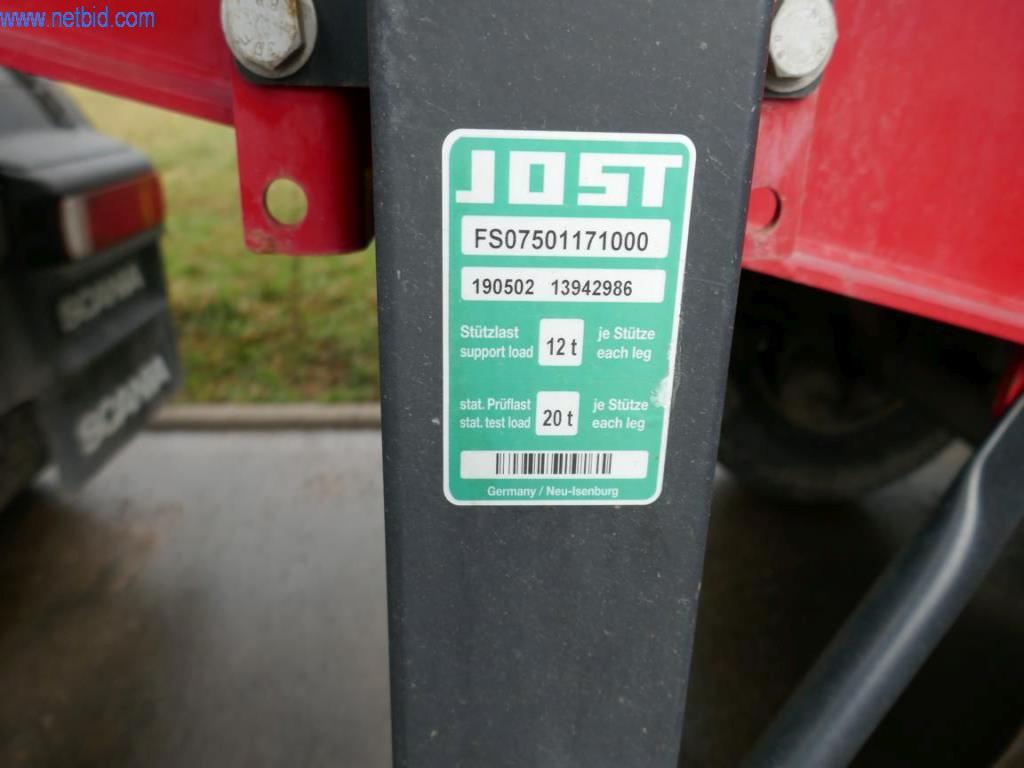 www.netbid.com
JOST
FS07501171000
190502 13942986
Stützlast 12 t je Stütze
support load each leg
stat. Prüflast 20 t je Stütze
stat. test load each leg
Germany / Neu-Isenburg
SCANIA
SCANIA